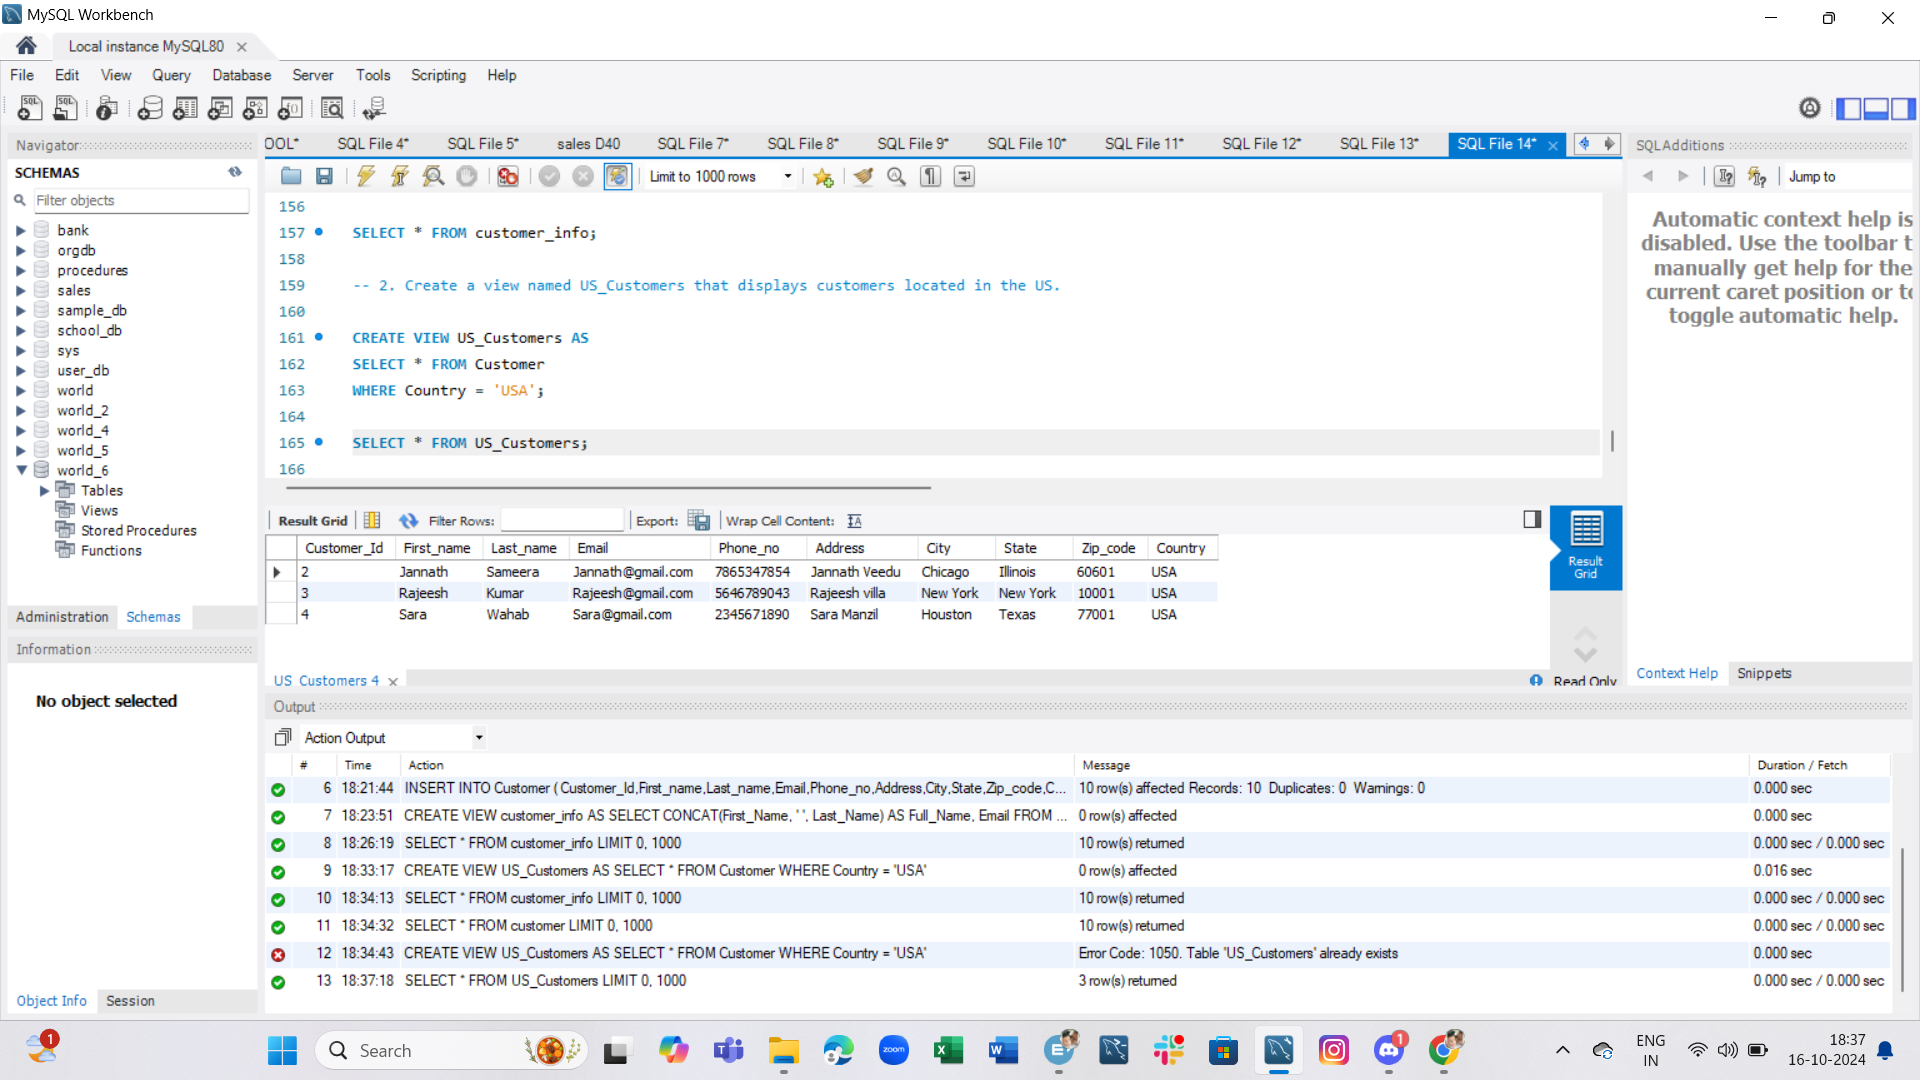 MySQL Workbench
Local instance MySQL80
File Edit View Query Database Server Tools Scripting Help
Navigator
SCHEMAS
Filter objects
bank
orgdb
procedures
sales
sample_db
school_db
sys
user_db
world
world_2
world_4
world_5
world_6
Tables
Views
Stored Procedures
Functions
Administration Schemas
Information
No object selected
Object Info Session
OOL* SQL File 4* SQL File 5* sales D40 SQL File 7* SQL File 8* SQL File 9* SQL File 10* SQL File 11* SQL File 12* SQL File 13* SQL File 14*
Limit to 1000 rows
156
157 SELECT * FROM customer_info;
158
159 -- 2. Create a view named US_Customers that displays customers located in the US.
160
161 CREATE VIEW US_Customers AS
162 SELECT * FROM Customer
163 WHERE Country = 'USA';
164
165 SELECT * FROM US_Customers;
166
Result Grid Filter Rows: Export: Wrap Cell Content:
Customer_Id First_name Last_name Email Phone_no Address City State Zip_code Country
2 Jannath Sameera Jannath@gmail.com 7865347854 Jannath Veedu Chicago Illinois 60601 USA
3 Rajeesh Kumar Rajeesh@gmail.com 5646789043 Rajeesh villa New York New York 10001 USA
4 Sara Wahab Sara@gmail.com 2345671890 Sara Manzil Houston Texas 77001 USA
Result
Grid
US_Customers 4 Read Only
SQLAdditions
Jump to
Automatic context help is
disabled. Use the toolbar t
manually get help for the
current caret position or to
toggle automatic help.
Context Help Snippets
Output
Action Output
# Time Action Message Duration / Fetch
6 18:21:44 INSERT INTO Customer ( Customer_Id,First_name,Last_name,Email,Phone_no,Address,City,State,Zip_code,C... 10 row(s) affected Records: 10 Duplicates: 0 Warnings: 0 0.000 sec
7 18:23:51 CREATE VIEW customer_info AS SELECT CONCAT(First_Name, ' ', Last_Name) AS Full_Name, Email FROM ... 0 row(s) affected 0.000 sec
8 18:26:19 SELECT * FROM customer_info LIMIT 0, 1000 10 row(s) returned 0.000 sec / 0.000 sec
9 18:33:17 CREATE VIEW US_Customers AS SELECT * FROM Customer WHERE Country = 'USA' 0 row(s) affected 0.016 sec
10 18:34:13 SELECT * FROM customer_info LIMIT 0, 1000 10 row(s) returned 0.000 sec / 0.000 sec
11 18:34:32 SELECT * FROM customer LIMIT 0, 1000 10 row(s) returned 0.000 sec / 0.000 sec
12 18:34:43 CREATE VIEW US_Customers AS SELECT * FROM Customer WHERE Country = 'USA' Error Code: 1050. Table 'US_Customers' already exists 0.000 sec
13 18:37:18 SELECT * FROM US_Customers LIMIT 0, 1000 3 row(s) returned 0.000 sec / 0.000 sec
1 Search zoom 1
ENG
IN
18:37
16-10-2024